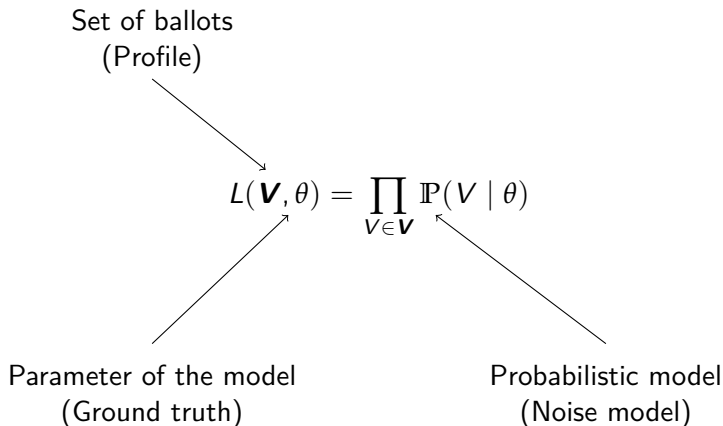 Set of ballots
(Profile)
L(𝑽, θ) = ∏_{V∈𝑽} ℙ(V | θ)
Parameter of the model
(Ground truth)
Probabilistic model
(Noise model)